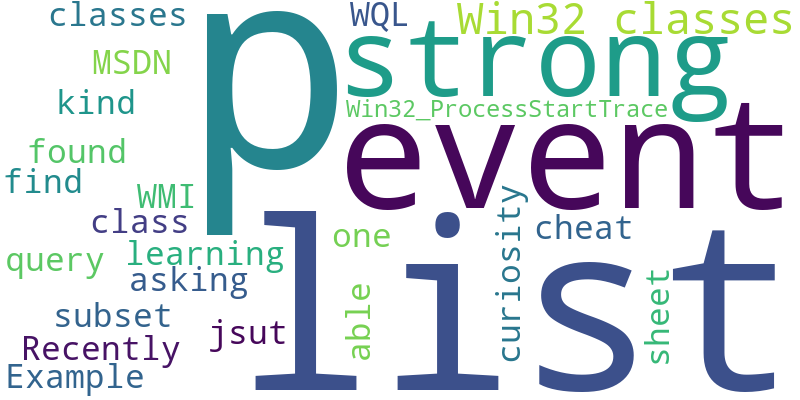 classes
WQL
Win32 classes
MSDN
p
strong
kind
Win32_ProcessStartTrace
found
event
find
WMI
class
one
curiosity
cheat
query
learning
list
asking
able
sheet
subset
jsut
Recently
Example